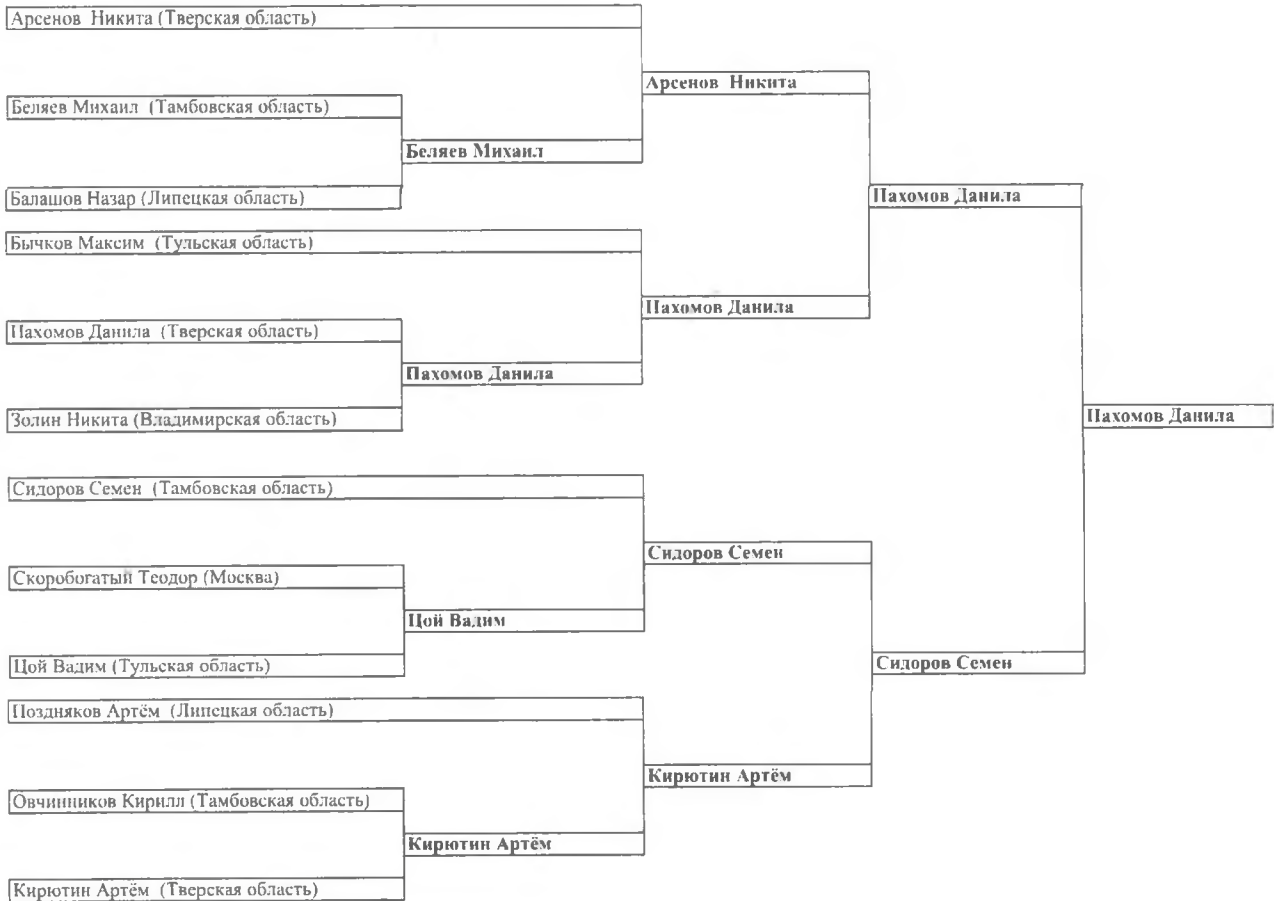 Арсенов Никита (Тверская область)
Арсенов Никита
Беляев Михаил (Тамбовская область)
Беляев Михаил
Балашов Назар (Липецкая область)
Пахомов Данила
Бычков Максим (Тульская область)
Пахомов Данила
Пахомов Данила (Тверская область)
Пахомов Данила
Золин Никита (Владимирская область)
Пахомов Данила
Сидоров Семен (Тамбовская область)
Сидоров Семен
Скоробогатый Теодор (Москва)
Цой Вадим
Цой Вадим (Тульская область)
Сидоров Семен
Поздняков Артём (Липецкая область)
Кирютин Артём
Овчинников Кирилл (Тамбовская область)
Кирютин Артём
Кирютин Артём (Тверская область)